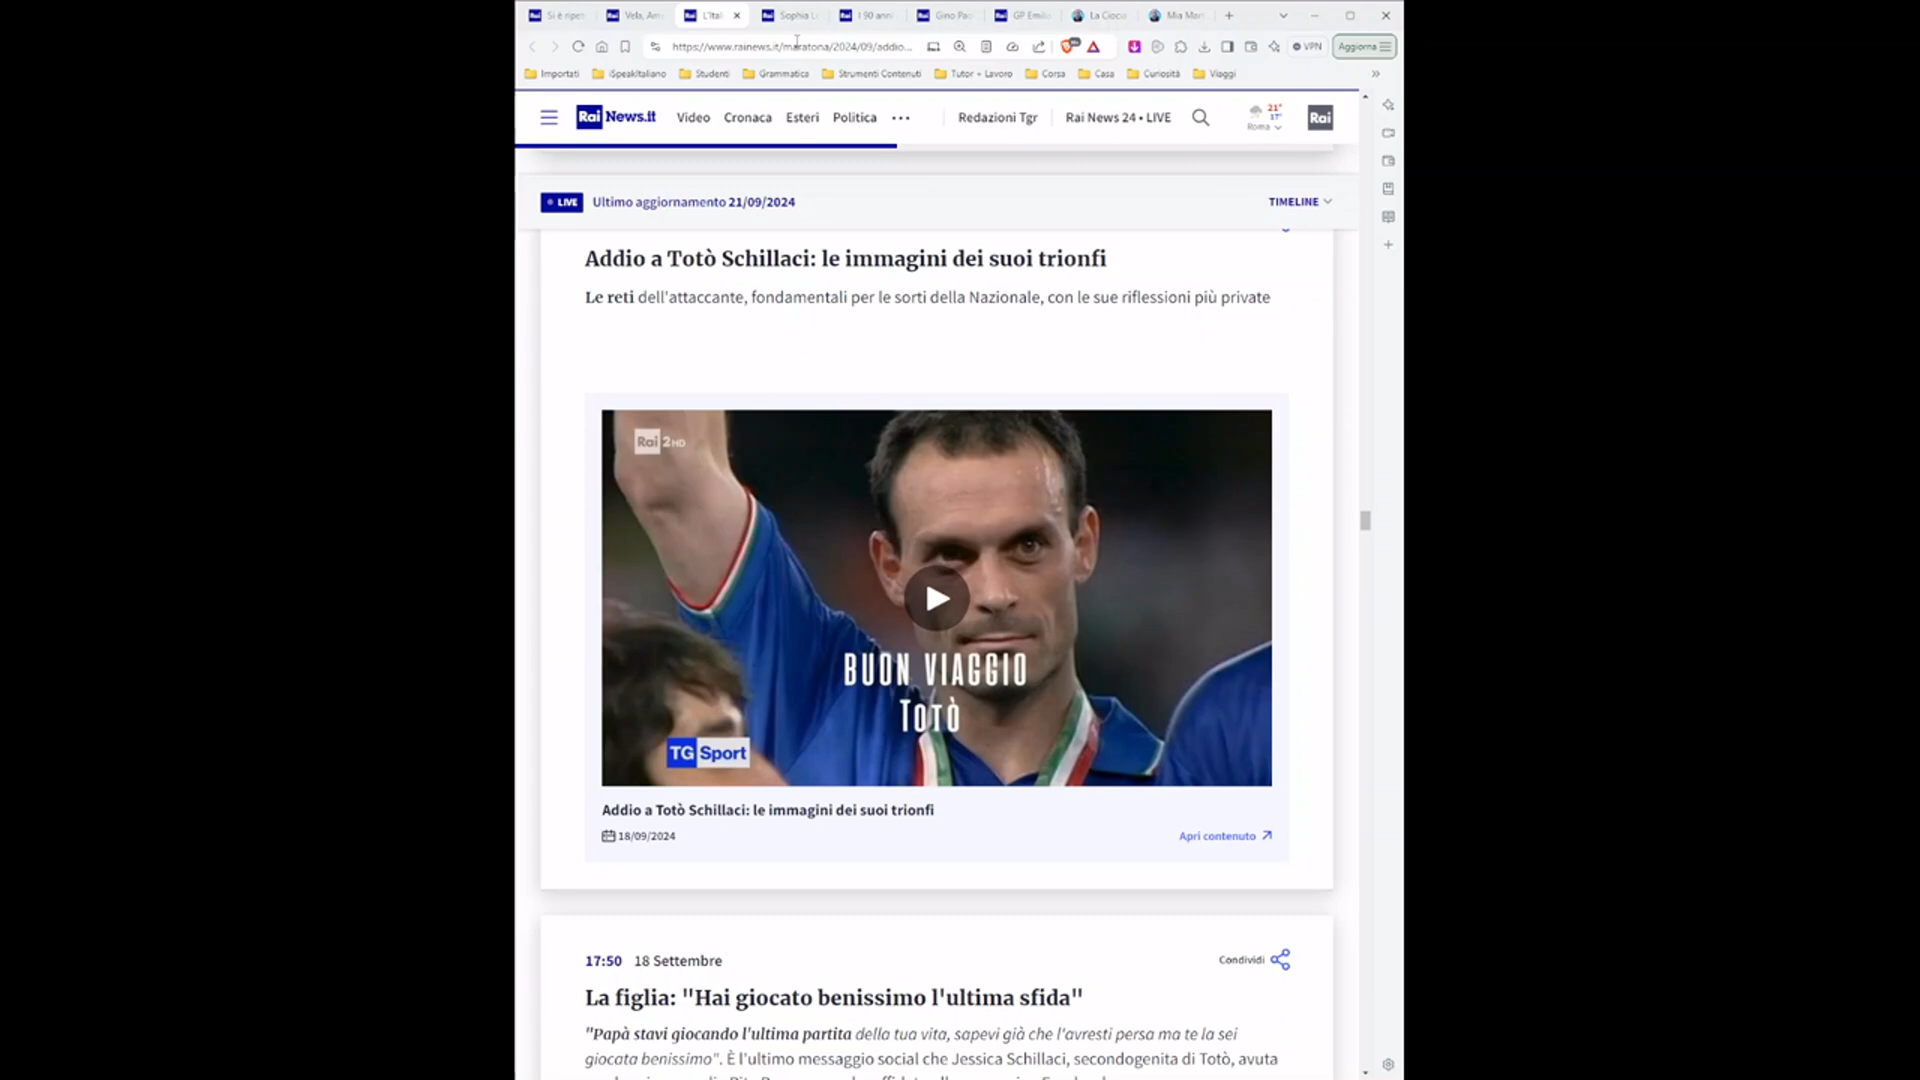 Si è ripet
Vela, Am
L'Ital
Sophia L
I 90 anni
Gino Pao
GP Emili
La Ciocia
Mia Mar
https://www.rainews.it/maratona/2024/09/addio...
VPN
Aggiorna
Importati
iSpeakItaliano
Studenti
Grammatica
Strumenti Contenuti
Tutor + Lavoro
Corsa
Casa
Curiosità
Viaggi
Rai News.it
Video
Cronaca
Esteri
Politica
Redazioni Tgr
Rai News 24 • LIVE
21°
17°
Roma
Rai
LIVE
Ultimo aggiornamento 21/09/2024
TIMELINE
Addio a Totò Schillaci: le immagini dei suoi trionfi
Le reti dell'attaccante, fondamentali per le sorti della Nazionale, con le sue riflessioni più private
Rai 2 HD
BUON VIAGGIO
TOTÒ
TG Sport
Addio a Totò Schillaci: le immagini dei suoi trionfi
18/09/2024
Apri contenuto
17:50 18 Settembre
Condividi
La figlia: "Hai giocato benissimo l'ultima sfida"
"Papà stavi giocando l'ultima partita della tua vita, sapevi già che l'avresti persa ma te la sei
giocata benissimo". È l'ultimo messaggio social che Jessica Schillaci, secondogenita di Totò, avuta